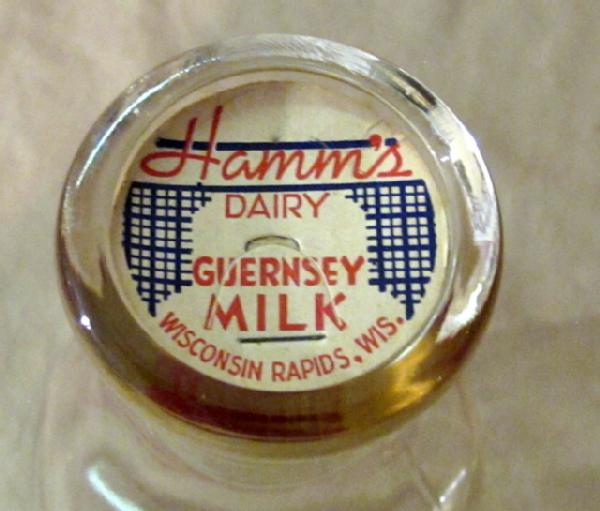 Hamm's
DAIRY
GUERNSEY
MILK
WISCONSIN RAPIDS, WIS.